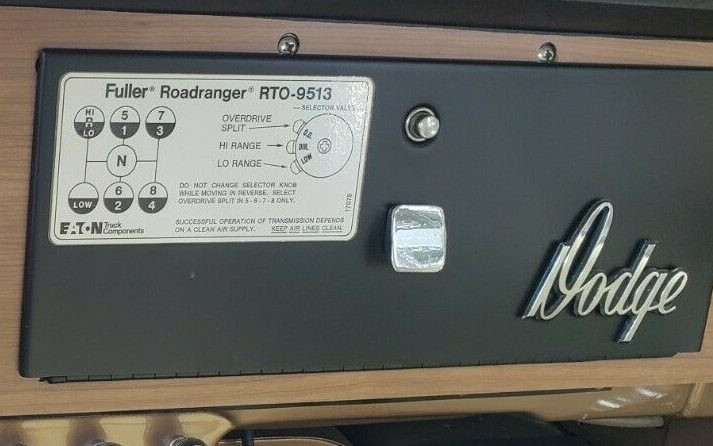 Fuller® Roadranger® RTO-9513
SELECTOR VALVE
OVERDRIVE
SPLIT
HI RANGE
LO RANGE
O.D.
DIR.
LOW
HI
R
LO
5
1
7
3
N
LOW
6
2
8
4
DO NOT CHANGE SELECTOR KNOB
WHILE MOVING IN REVERSE. SELECT
OVERDRIVE SPLIT IN 5-6-7-8 ONLY.
17078
EATON Truck
Components
SUCCESSFUL OPERATION OF TRANSMISSION DEPENDS
ON A CLEAN AIR SUPPLY. KEEP AIR LINES CLEAN.
Dodge